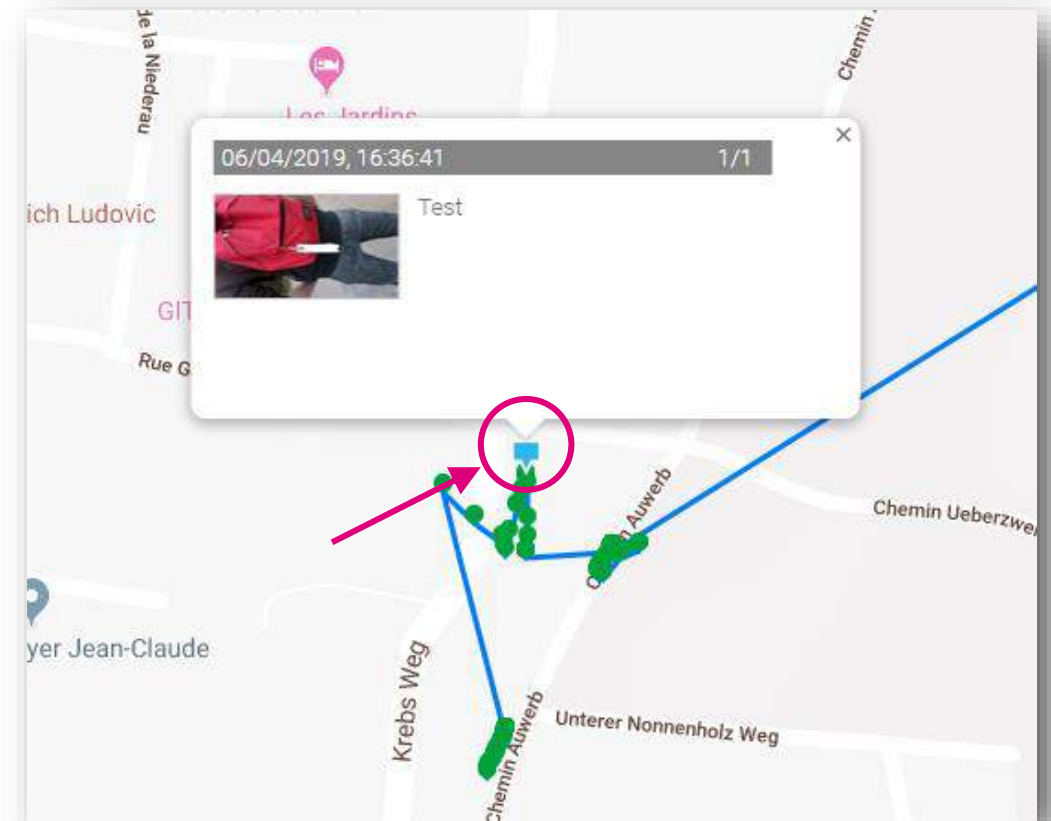 de la Niederau
Chemin
Les Jardins
06/04/2019, 16:36:41 1/1
Test
ich Ludovic
GIT
Rue G
Auwerb
Chemin Ueberzwe
yer Jean-Claude
Krebs Weg
Chemin Auwerb
Unterer Nonnenholz Weg